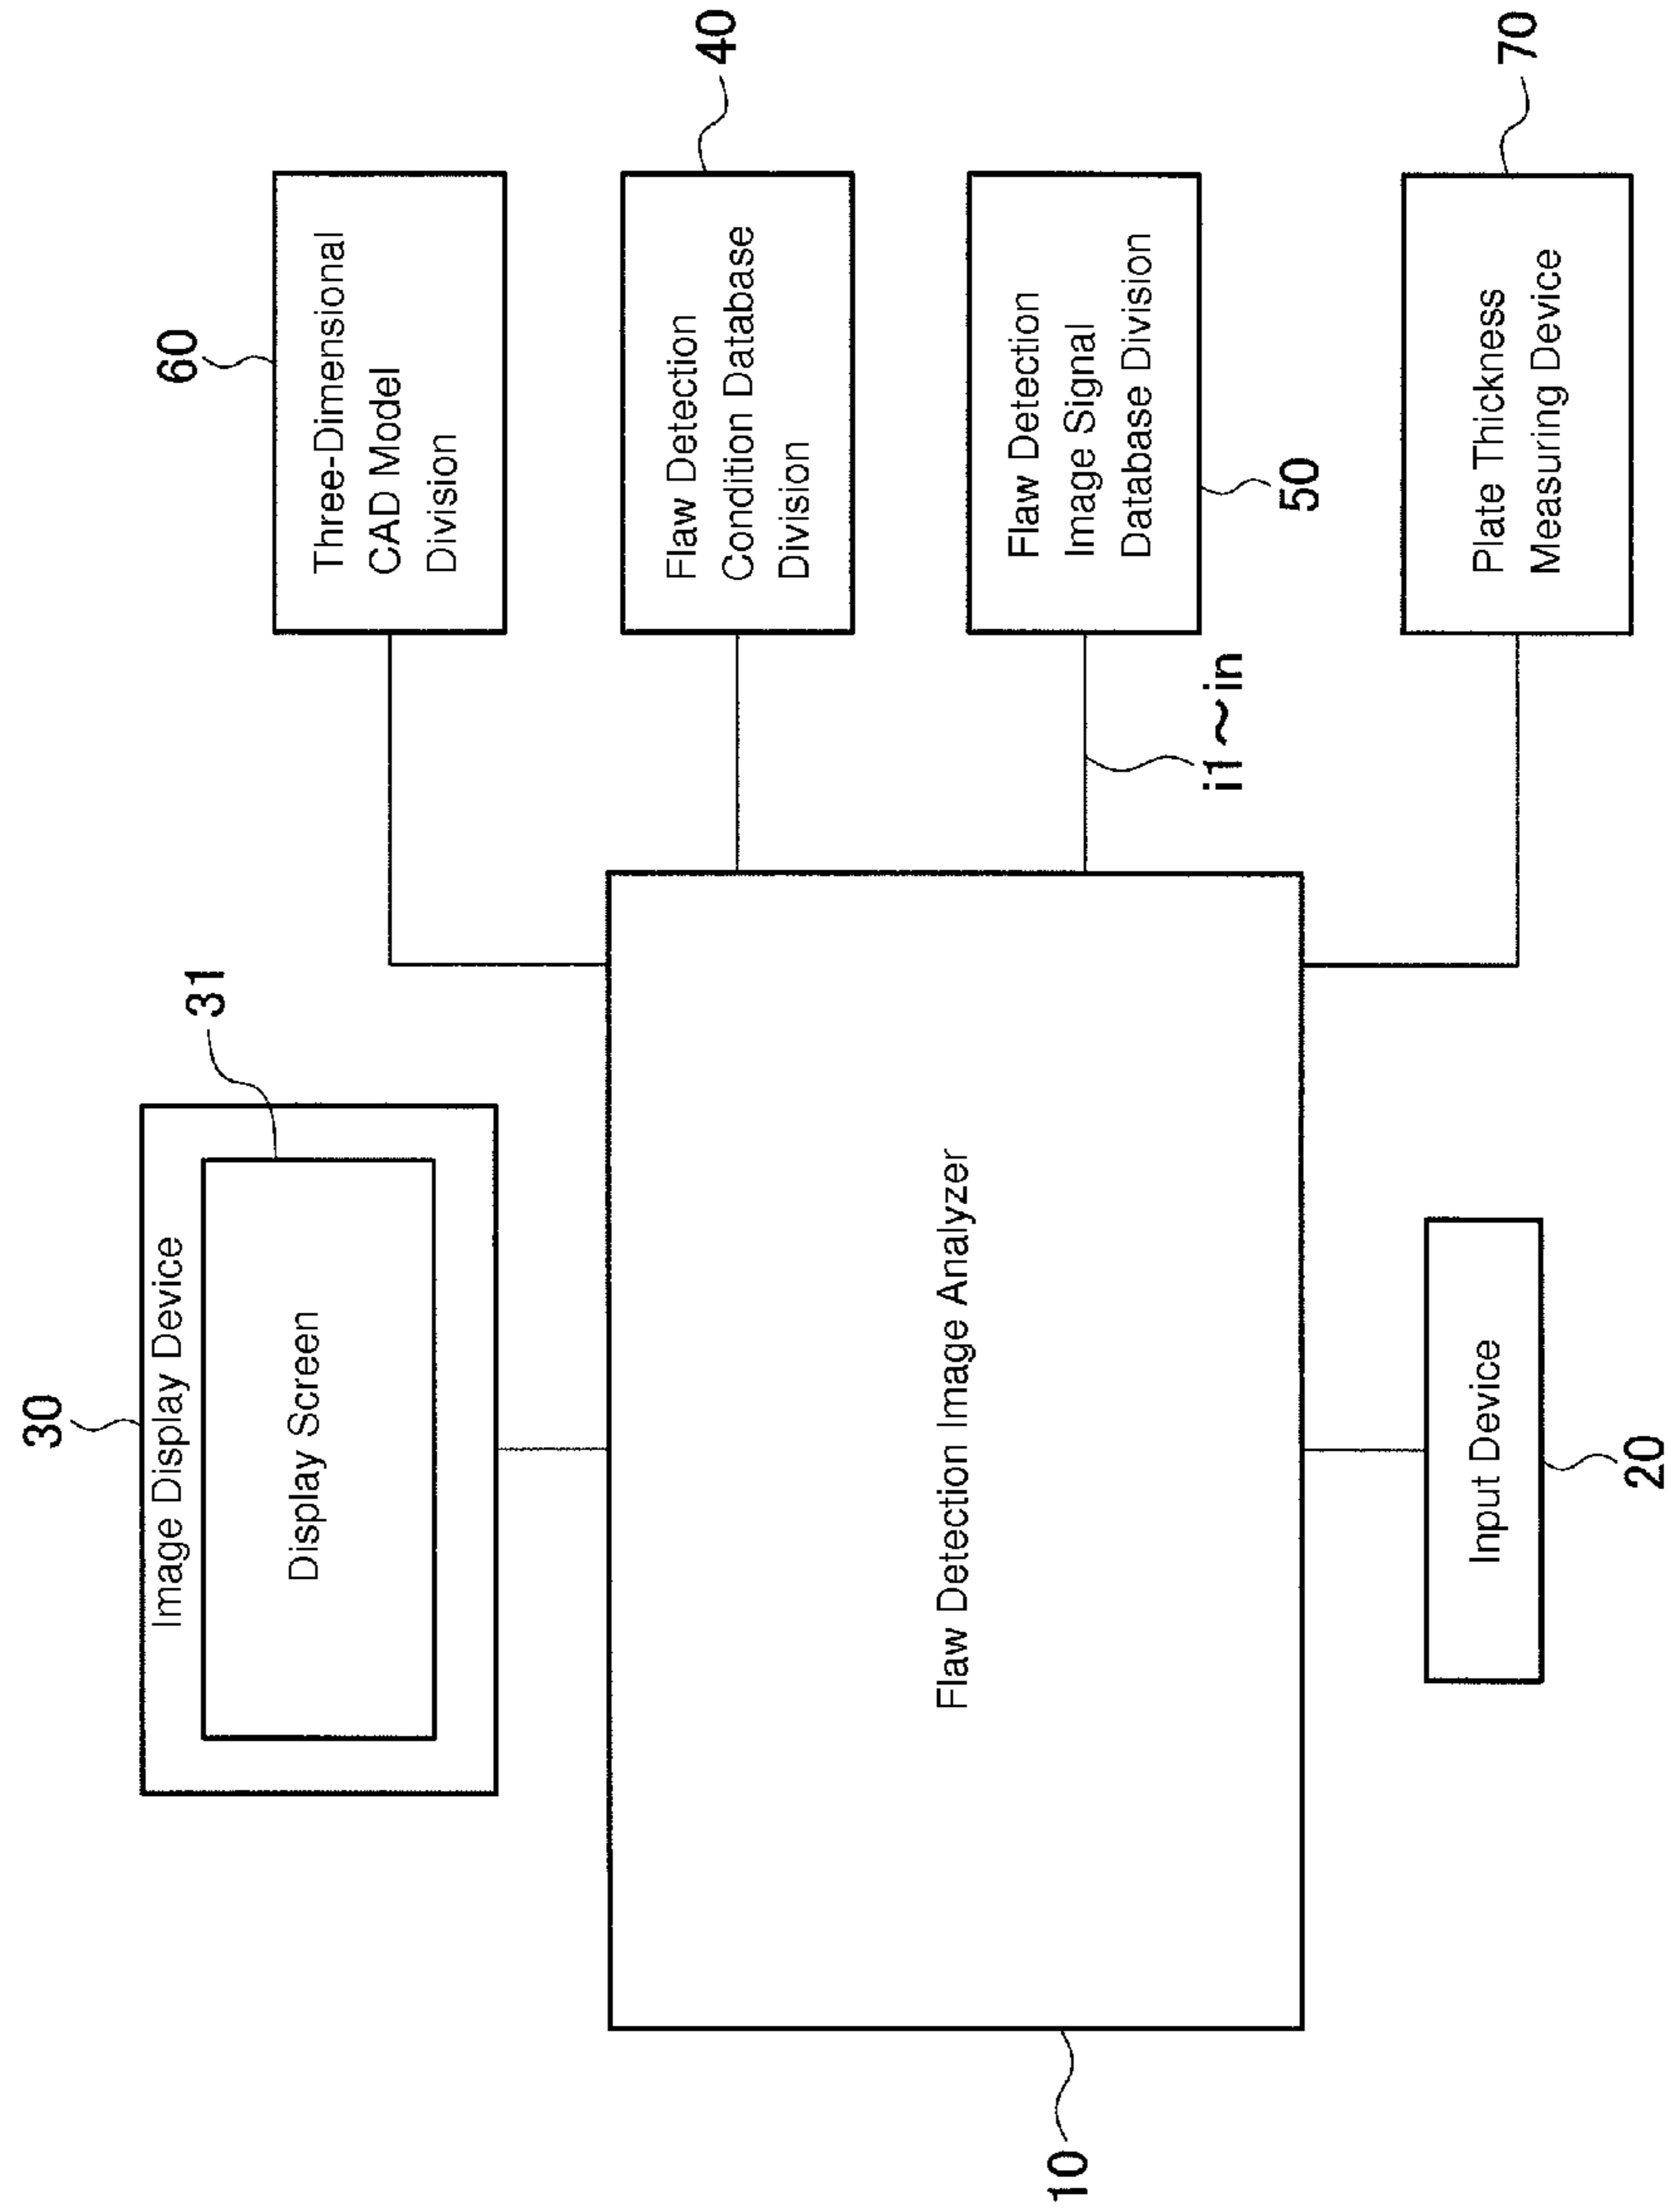 30
Image Display Device
31
Display Screen
60
Three-Dimensional
CAD Model
Division
40
Flaw Detection
Condition Database
Division
Flaw Detection
Image Signal
Database Division
50
i1～in
70
Plate Thickness
Measuring Device
10
Flaw Detection Image Analyzer
Input Device
20